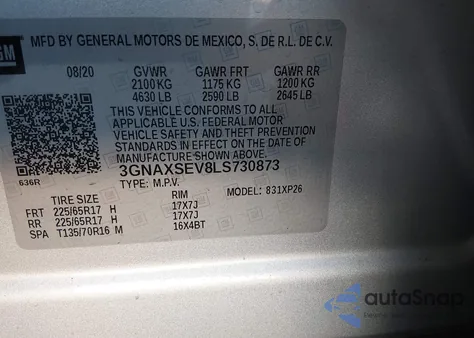 GM
MFD BY GENERAL MOTORS DE MEXICO, S. DE R.L. DE C.V.
08/20 GVWR GAWR FRT GAWR RR
2100 KG 1175 KG 1200 KG
4630 LB 2590 LB 2645 LB
THIS VEHICLE CONFORMS TO ALL
APPLICABLE U.S. FEDERAL MOTOR
VEHICLE SAFETY AND THEFT PREVENTION
STANDARDS IN EFFECT ON THE DATE OF
MANUFACTURE SHOWN ABOVE.
3GNAXSEV8LS730873
636R TYPE: M.P.V. MODEL: 831XP26
TIRE SIZE RIM
FRT 225/65R17 H 17X7J
RR 225/65R17 H 17X7J
SPA T135/70R16 M 16X4BT
autoSnap